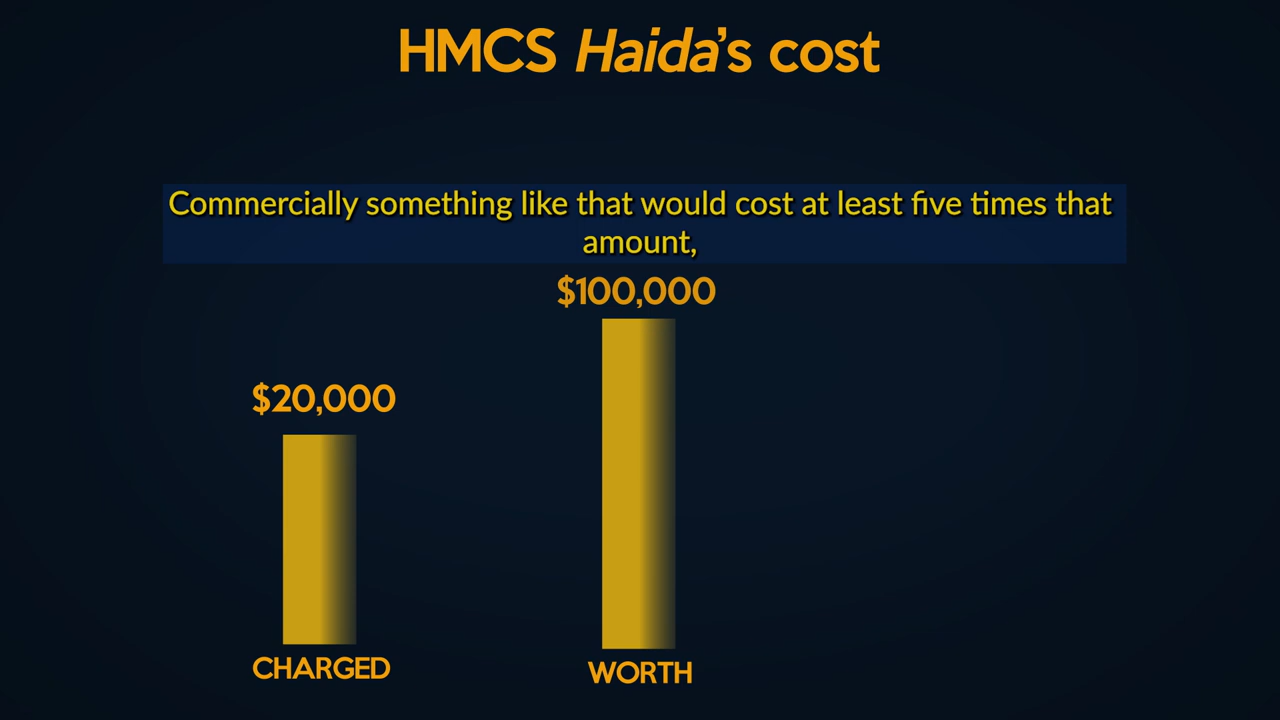 HMCS Haida's cost
Commercially something like that would cost at least five times that
amount,
$100,000
$20,000
CHARGED
WORTH